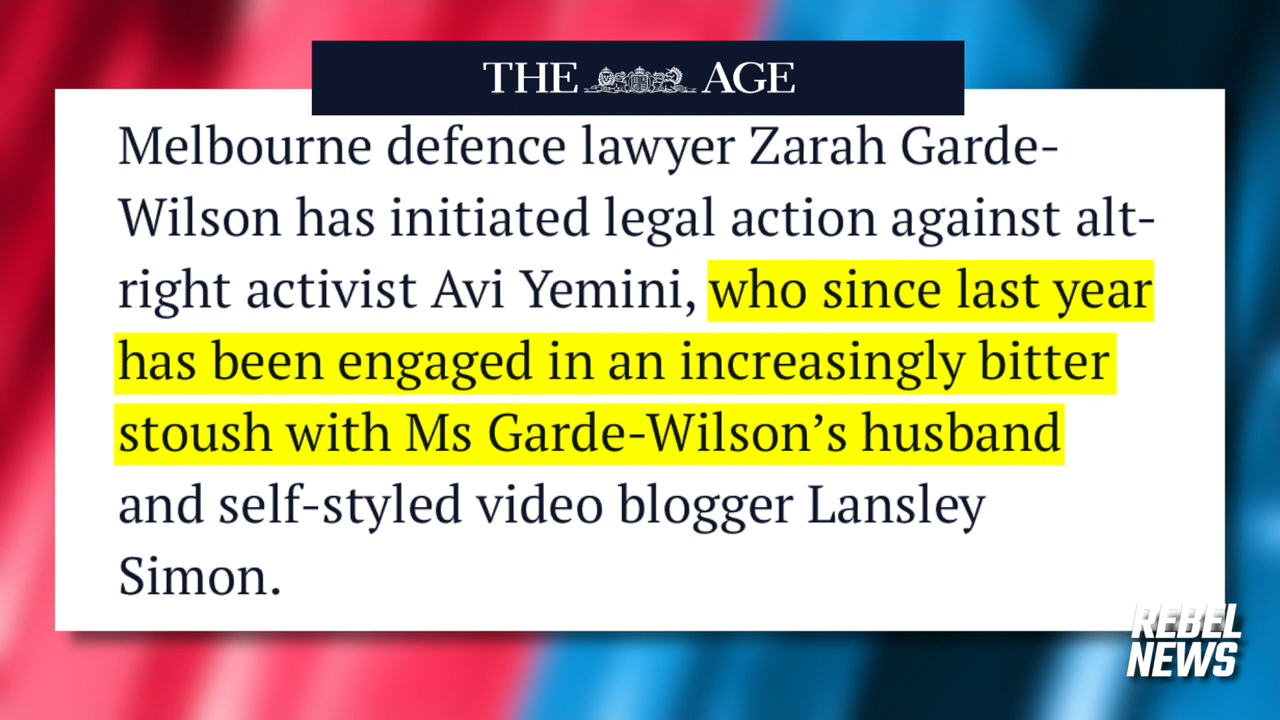 THE AGE
Melbourne defence lawyer Zarah Garde-
Wilson has initiated legal action against alt-
right activist Avi Yemini, who since last year
has been engaged in an increasingly bitter
stoush with Ms Garde-Wilson’s husband
and self-styled video blogger Lansley
Simon.
REBEL
NEWS